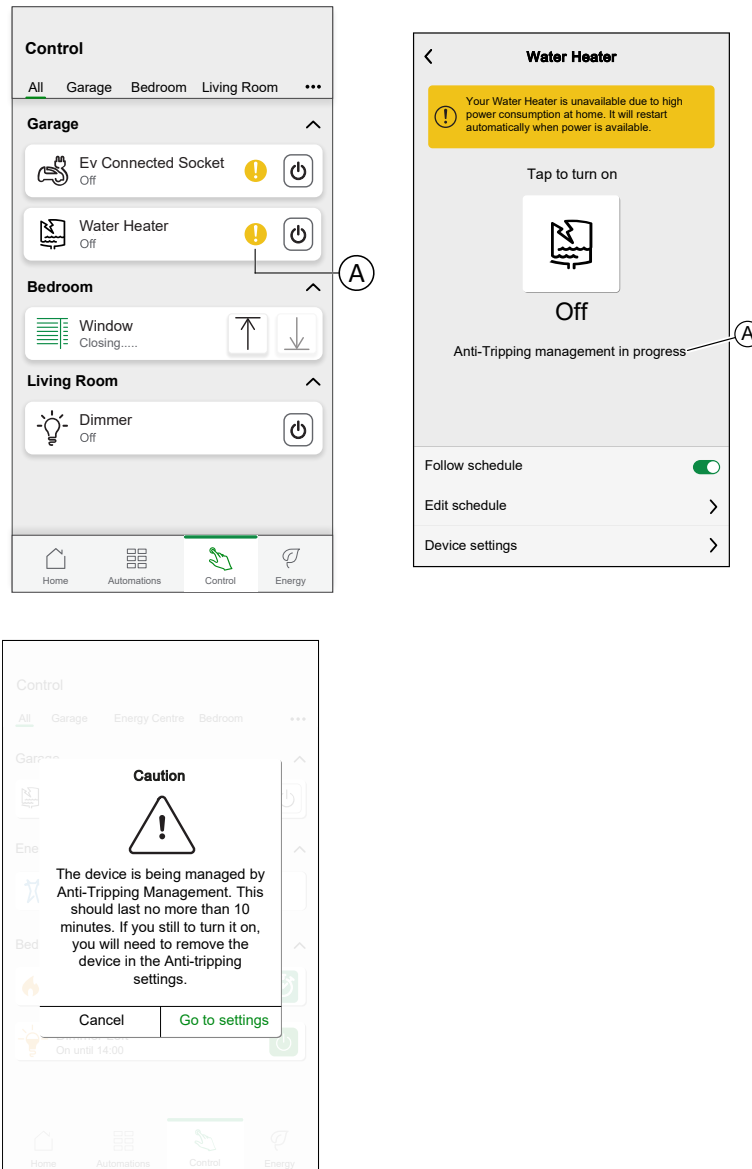 Control
All Garage Bedroom Living Room •••
Garage
Ev Connected Socket
Off
Water Heater
Off
A
Bedroom
Window
Closing.....
Living Room
Dimmer
Off
Home Automations Control Energy
Water Heater
Your Water Heater is unavailable due to high
power consumption at home. It will restart
automatically when power is available.
Tap to turn on
Off
Anti-Tripping management in progress
A
Follow schedule
Edit schedule
Device settings
Control
All Garage Energy Centre Bedroom •••
Caution
The device is being managed by
Anti-Tripping Management. This
should last no more than 10
minutes. If you still to turn it on,
you will need to remove the
device in the Anti-tripping
settings.
Cancel Go to settings
On until 14:00
Home Automations Control Energy